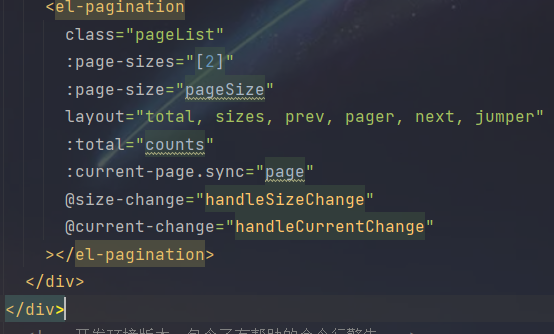 <el-pagination
class="pageList"
:page-sizes="[2]"
:page-size="pageSize"
layout="total, sizes, prev, pager, next, jumper"
:total="counts"
:current-page.sync="page"
@size-change="handleSizeChange"
@current-change="handleCurrentChange"
></el-pagination>
</div>
</div>